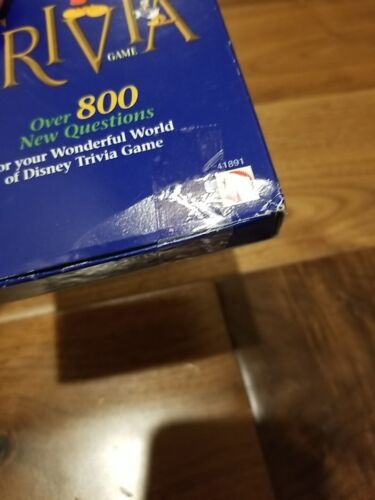 TRIVIA
GAME
Over 800
New Questions
or your Wonderful World
of Disney Trivia Game
41891